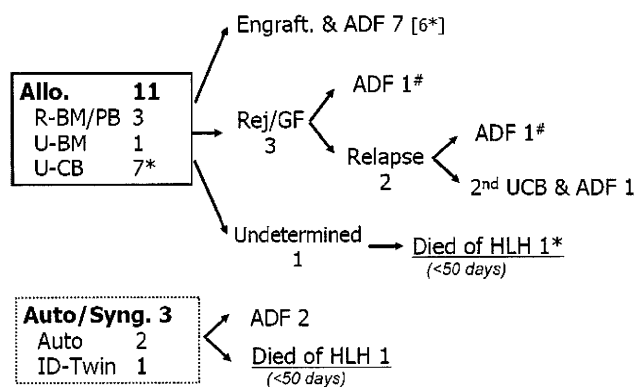 Engraft. & ADF 7 [6*]
Allo. 11
R-BM/PB 3
U-BM 1
U-CB 7*
Rej/GF
3
ADF 1#
Relapse
2
ADF 1#
2nd UCB & ADF 1
Undetermined
1
Died of HLH 1*
(<50 days)
Auto/Syng. 3
Auto 2
ID-Twin 1
ADF 2
Died of HLH 1
(<50 days)